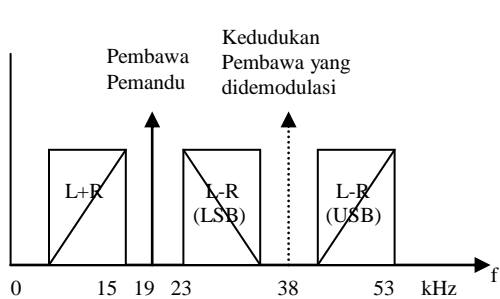 Kedudukan
Pembawa yang
didemodulasi
Pembawa
Pemandu
L+R
L-R
(LSB)
L-R
(USB)
f
0 15 19 23 38 53 kHz